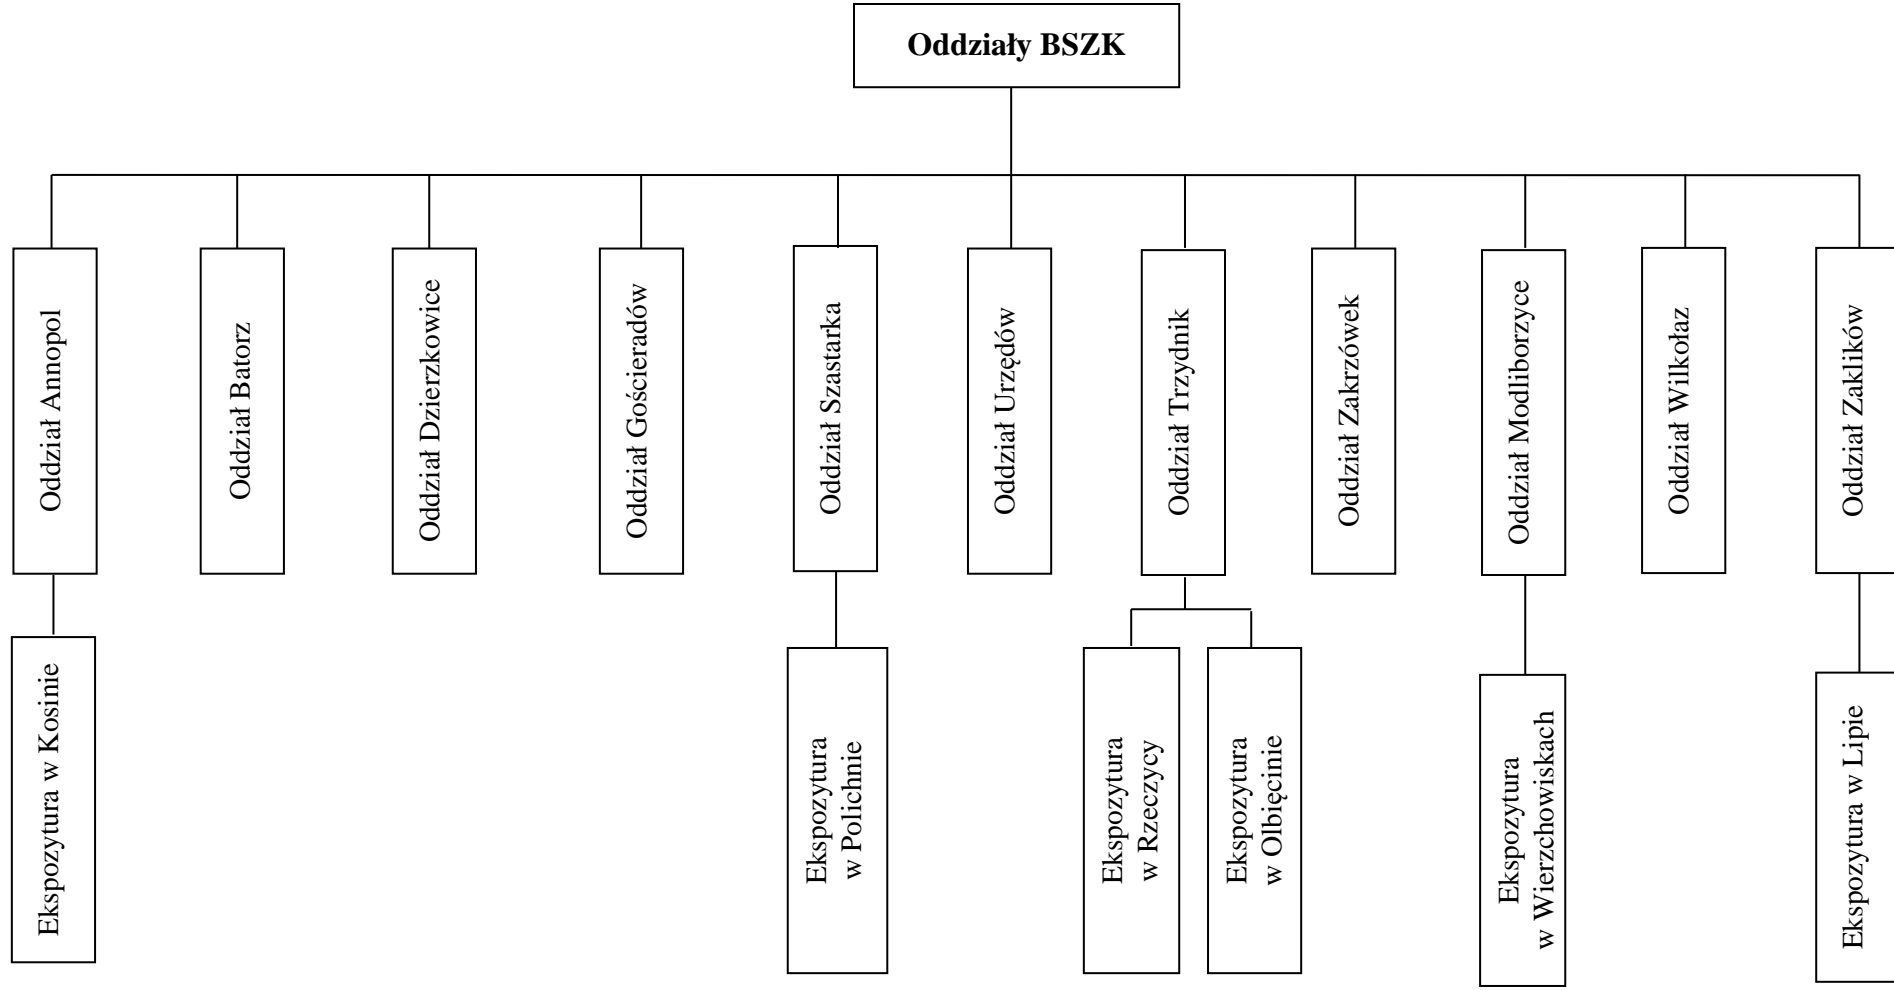 Oddziały BSZK
Oddział Annopol
Oddział Batorz
Oddział Dzierzkowice
Oddział Gościeradów
Oddział Szastarka
Oddział Urzędów
Oddział Trzydnik
Oddział Zakrzówek
Oddział Modliborzyce
Oddział Wilkołaz
Oddział Zaklików
Ekspozytura w Kosinie
Ekspozytura
w Polichnie
Ekspozytura
w Rzeczycy
Ekspozytura
w Olbięcinie
Ekspozytura
w Wierzchowiskach
Ekspozytura w Lipie